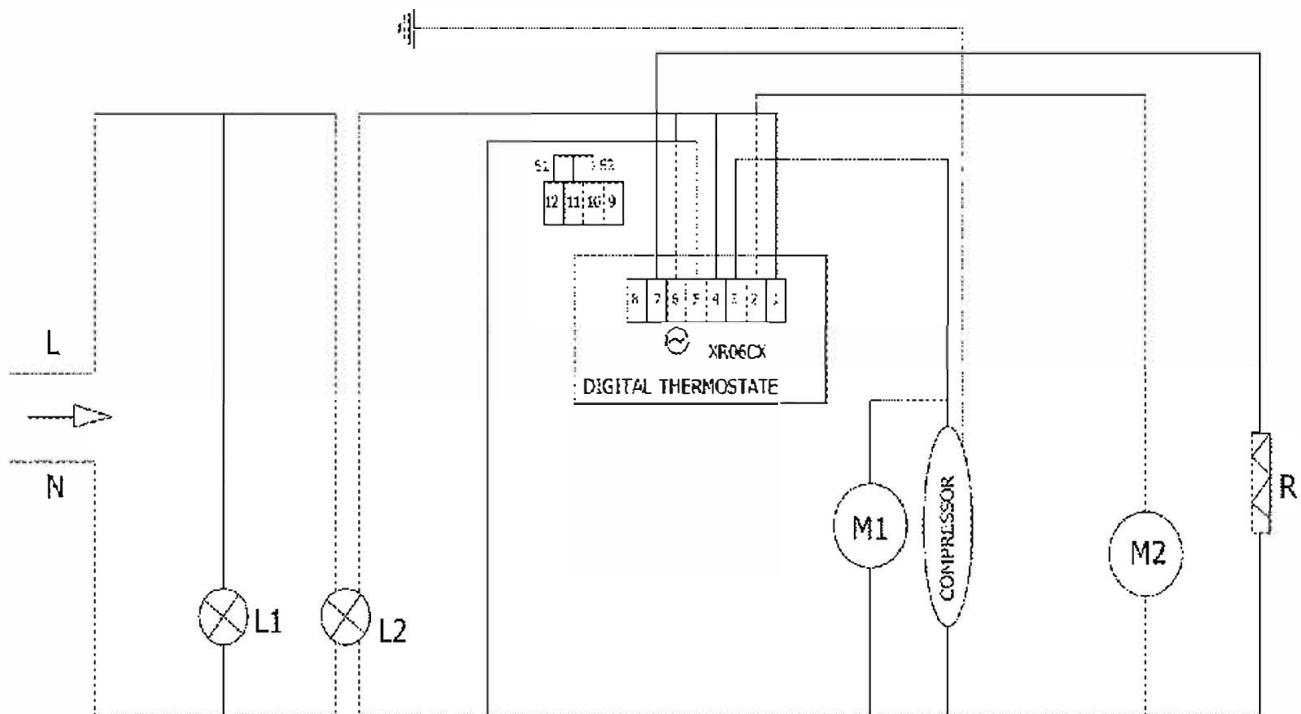 S1 S2
12 11 10 9
8 7 6 5 4 3 2 1
XR06CX
DIGITAL THERMOSTATE
L
N
L1
L2
M1
COMPRESSOR
M2
R